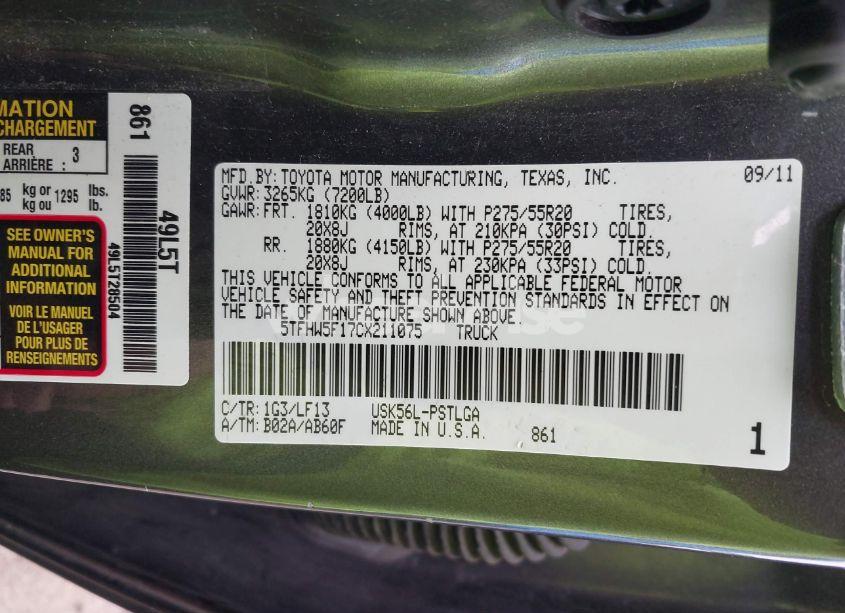 MATION
CHARGEMENT
REAR
ARRIÈRE : 3
85 kg or 1295 lbs.
kg ou lb.
SEE OWNER'S
MANUAL FOR
ADDITIONAL
INFORMATION
VOIR LE MANUEL
DE L'USAGER
POUR PLUS DE
RENSEIGNEMENTS
861
49L5T
49L5T28504
MFD.BY: TOYOTA MOTOR MANUFACTURING, TEXAS, INC. 09/11
GVWR: 3265KG (7200LB)
GAWR: FRT. 1810KG (4000LB) WITH P275/55R20 TIRES,
20X8J RIMS, AT 210KPA (30PSI) COLD.
RR. 1880KG (4150LB) WITH P275/55R20 TIRES,
20X8J RIMS, AT 230KPA (33PSI) COLD.
THIS VEHICLE CONFORMS TO ALL APPLICABLE FEDERAL MOTOR
VEHICLE SAFETY AND THEFT PREVENTION STANDARDS IN EFFECT ON
THE DATE OF MANUFACTURE SHOWN ABOVE.
5TFHW5F17CX211075 TRUCK
C/TR: 1G3/LF13 USK56L-PSTLGA
A/TM: B02A/AB60F MADE IN U.S.A. 861
1